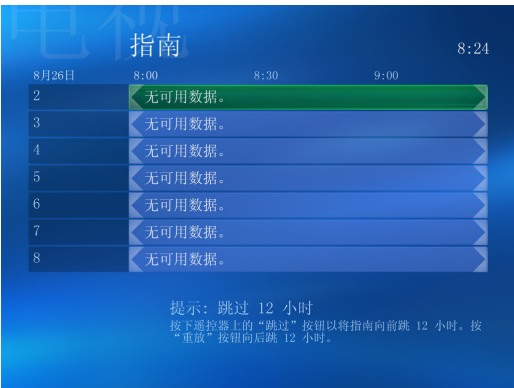 电视
指南
8:24
8月26日 8:00 8:30 9:00
2 无可用数据。
3 无可用数据。
4 无可用数据。
5 无可用数据。
6 无可用数据。
7 无可用数据。
8 无可用数据。
提示: 跳过 12 小时
按下遥控器上的“跳过”按钮以将指南向前跳 12 小时。按
“重放”按钮向后跳 12 小时。